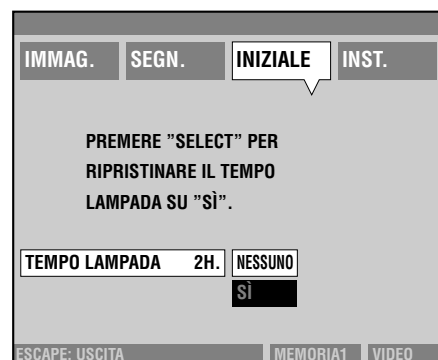 IMMAG. SEGN. INIZIALE INST.
PREMERE "SELECT" PER
RIPRISTINARE IL TEMPO
LAMPADA SU "SÌ".
TEMPO LAMPADA 2H. NESSUNO
SÌ
ESCAPE: USCITA MEMORIA1 VIDEO